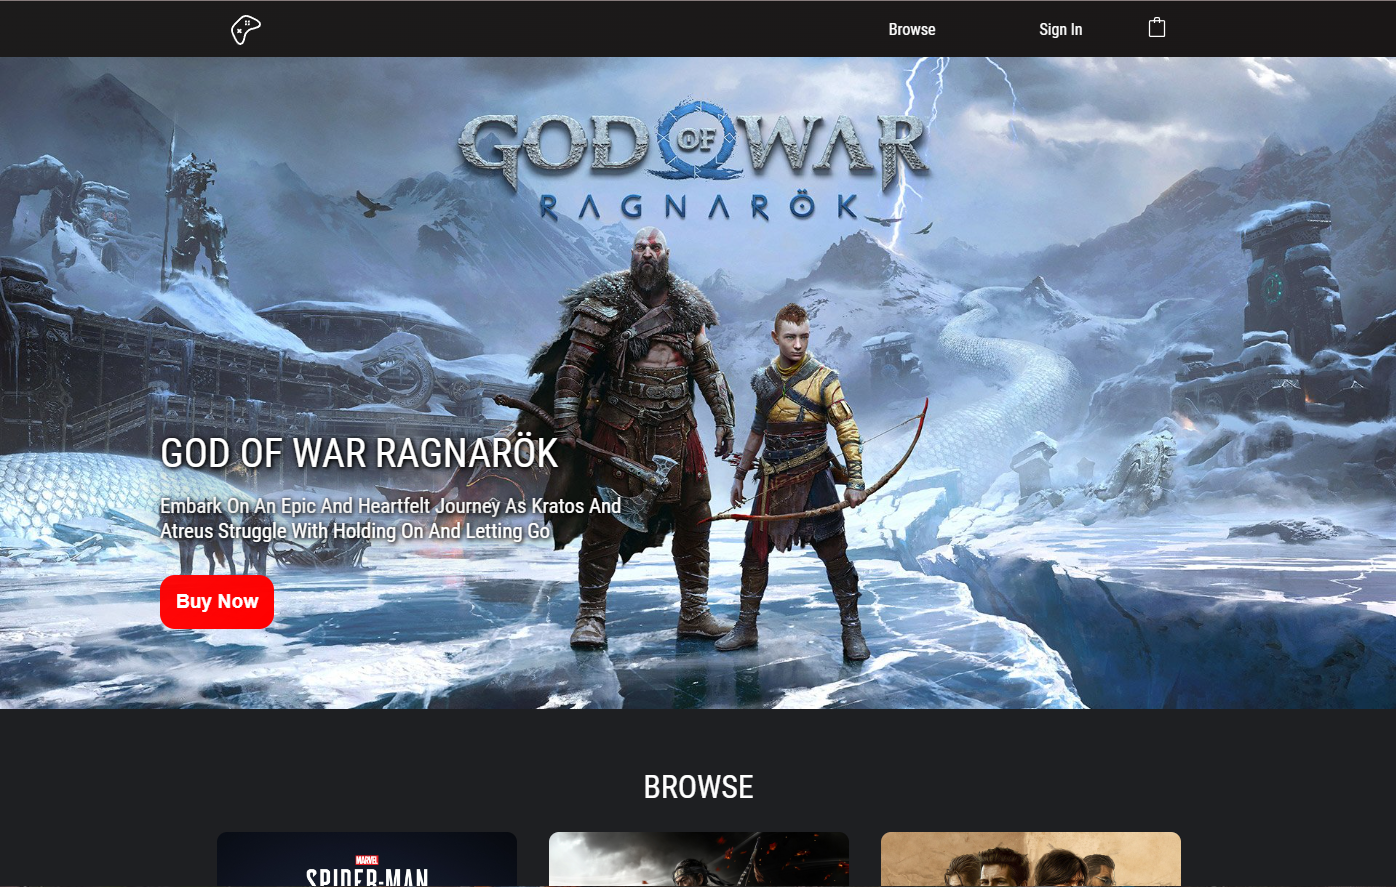 Browse
Sign In
GOD OF WAR
RAGNARÖK
GOD OF WAR RAGNARÖK
Embark On An Epic And Heartfelt Journey As Kratos And
Atreus Struggle With Holding On And Letting Go
Buy Now
BROWSE
MARVEL
SPIDER-MAN